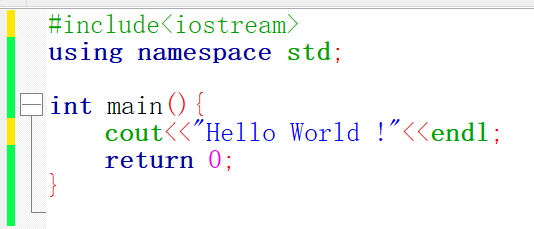 #include<iostream>
using namespace std;
int main(){
cout<<"Hello World !"<<endl;
return 0;
}